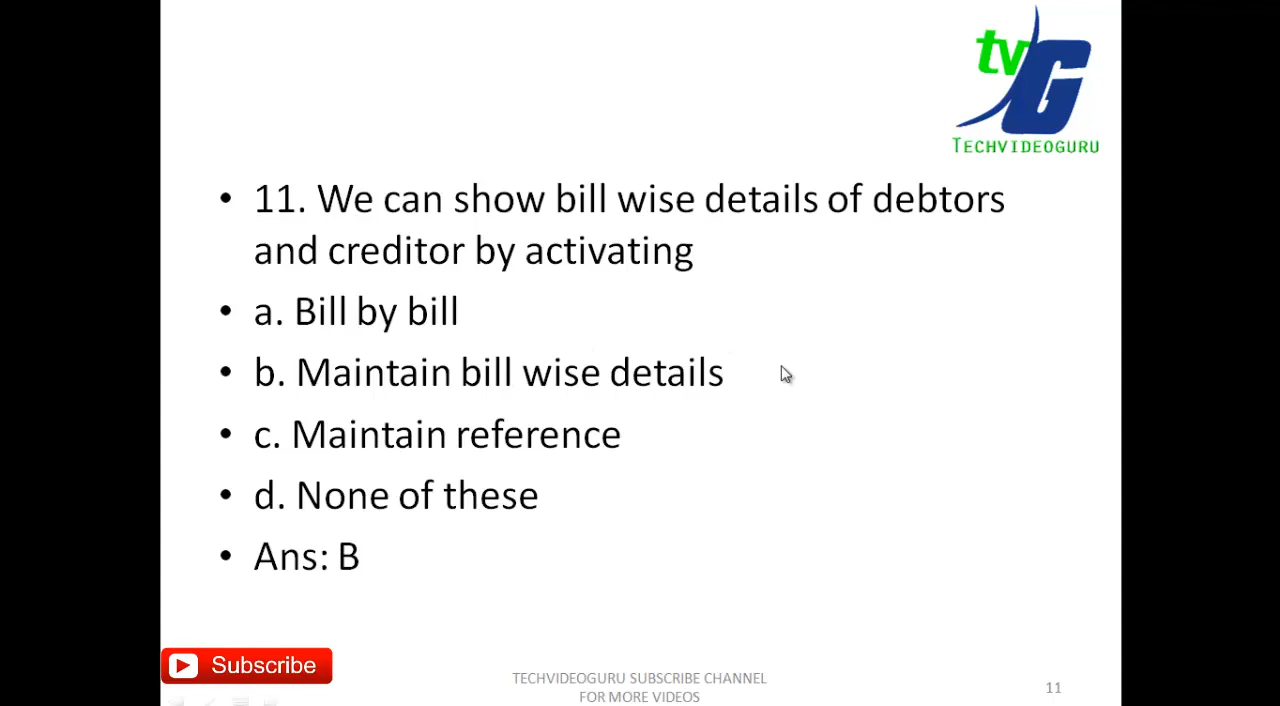 tvG
TECHVIDEOGURU
• 11. We can show bill wise details of debtors
and creditor by activating
• a. Bill by bill
• b. Maintain bill wise details
• c. Maintain reference
• d. None of these
• Ans: B
Subscribe
TECHVIDEOGURU SUBSCRIBE CHANNEL
FOR MORE VIDEOS
11